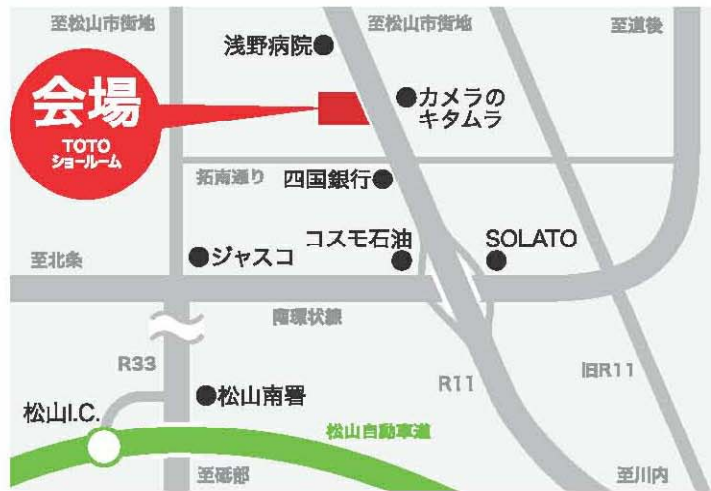 至松山市街地
至松山市街地
至道後
浅野病院
会場
TOTO
ショールーム
カメラの
キタムラ
拓南通り
四国銀行
コスモ石油
SOLATO
ジャスコ
至北条
南環状線
R33
R11
旧R11
松山南署
松山I.C.
松山自動車道
至砥部
至川内